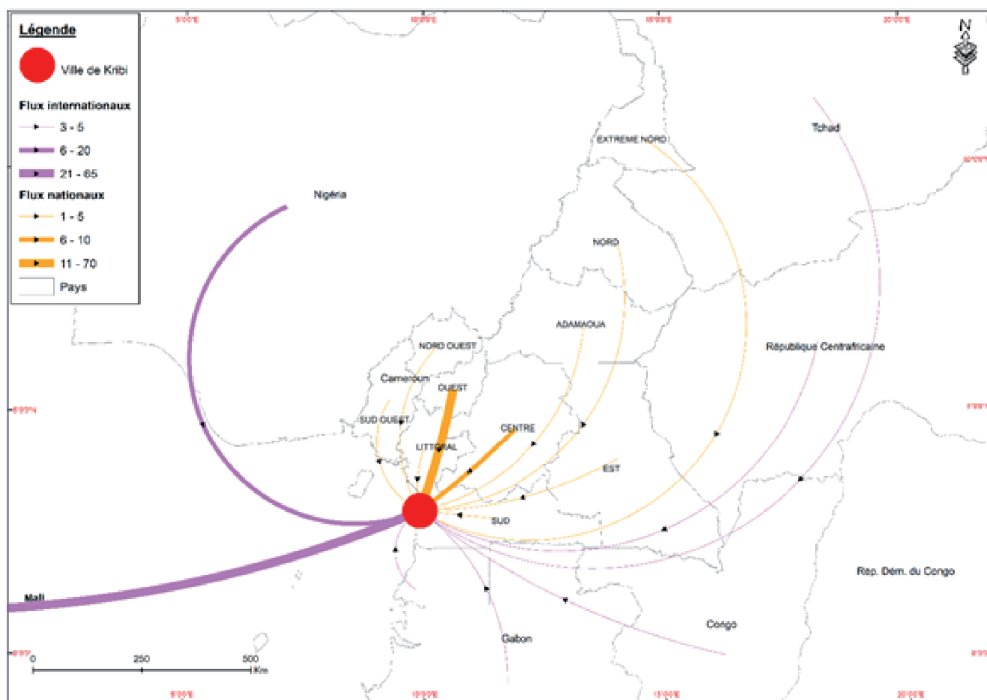 Légende
Ville de Kribi
Flux internationaux
3 - 5
6 - 20
21 - 65
Flux nationaux
1 - 5
6 - 10
11 - 70
Pays
N
Tchad
EXTREME NORD
Nigéria
NORD
ADAMAOUA
République Centrafricaine
NORD OUEST
Cameroun
OUEST
SUD OUEST
CENTRE
LITTORAL
EST
SUD
Rép. Dém. du Congo
Mali
Congo
Gabon
0 250 500
Km